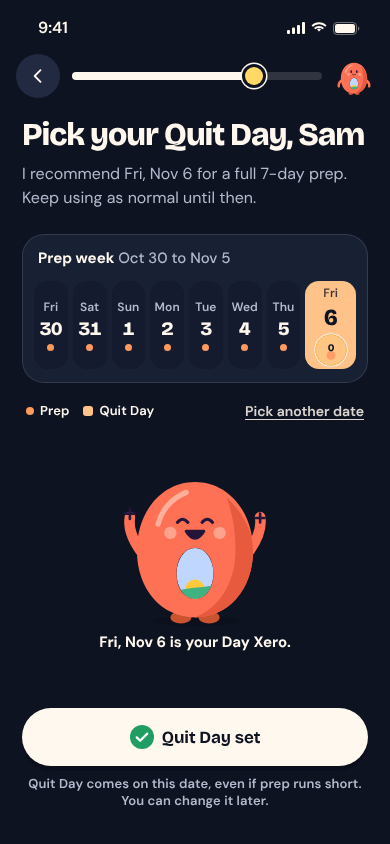 9:41
Pick your Quit Day, Sam
I recommend Fri, Nov 6 for a full 7-day prep.
Keep using as normal until then.
Prep week Oct 30 to Nov 5
Fri Sat Sun Mon Tue Wed Thu Fri
30 31 1 2 3 4 5 6
0
Prep Quit Day Pick another date
Fri, Nov 6 is your Day Xero.
Quit Day set
Quit Day comes on this date, even if prep runs short.
You can change it later.